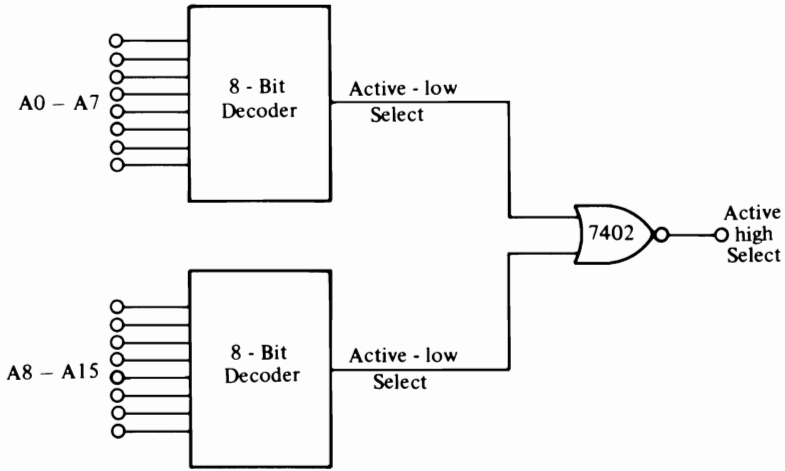 A0 – A7
8 - Bit
Decoder
Active - low
Select
7402
Active
high
Select
A8 – A15
8 - Bit
Decoder
Active - low
Select